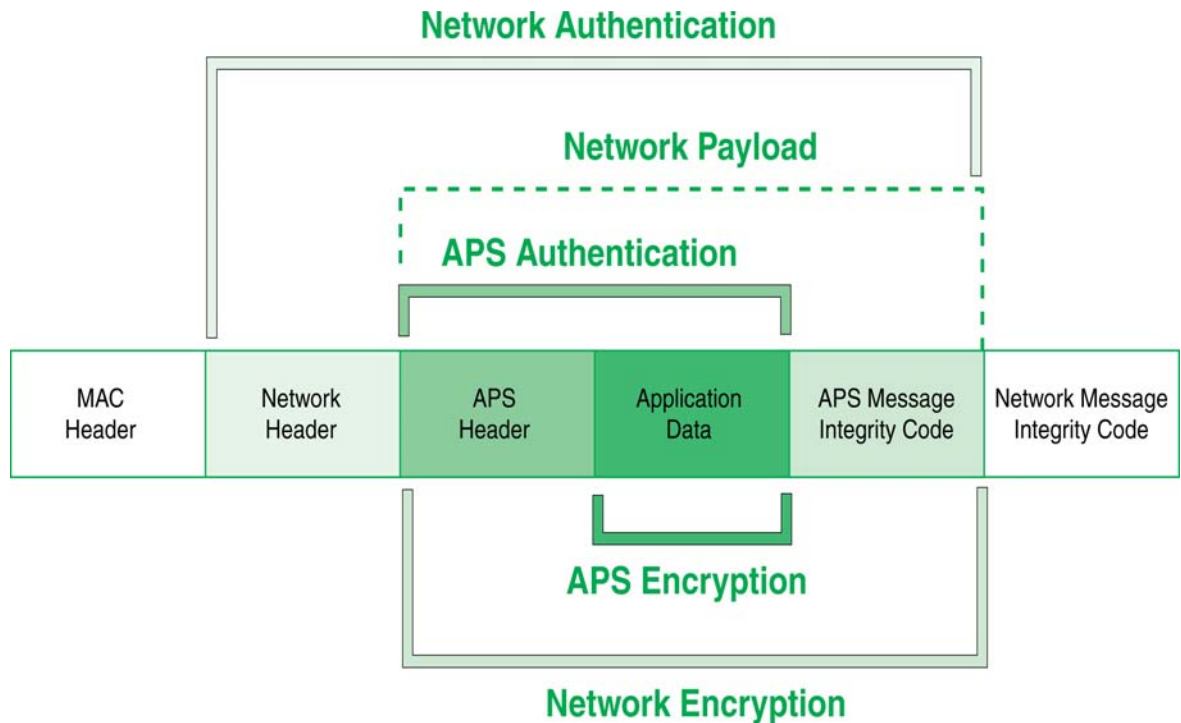 Network Authentication
Network Payload
APS Authentication
MAC
Header
Network
Header
APS
Header
Application
Data
APS Message
Integrity Code
Network Message
Integrity Code
APS Encryption
Network Encryption